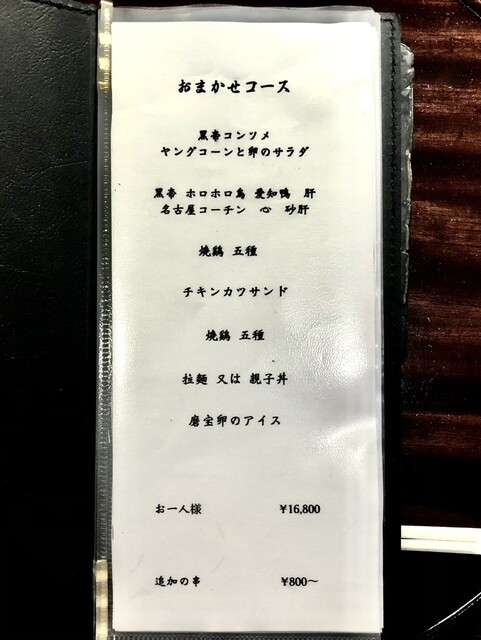 おまかせコース
黒帝コンソメ
ヤングコーンと卵のサラダ
黒帝 ホロホロ鳥 愛知鴨 肝
名古屋コーチン 心 砂肝
焼鶏 五種
チキンカツサンド
焼鶏 五種
拉麺 又は 親子丼
磨宝卵のアイス
お一人様 ¥16,800
追加の串 ¥800〜